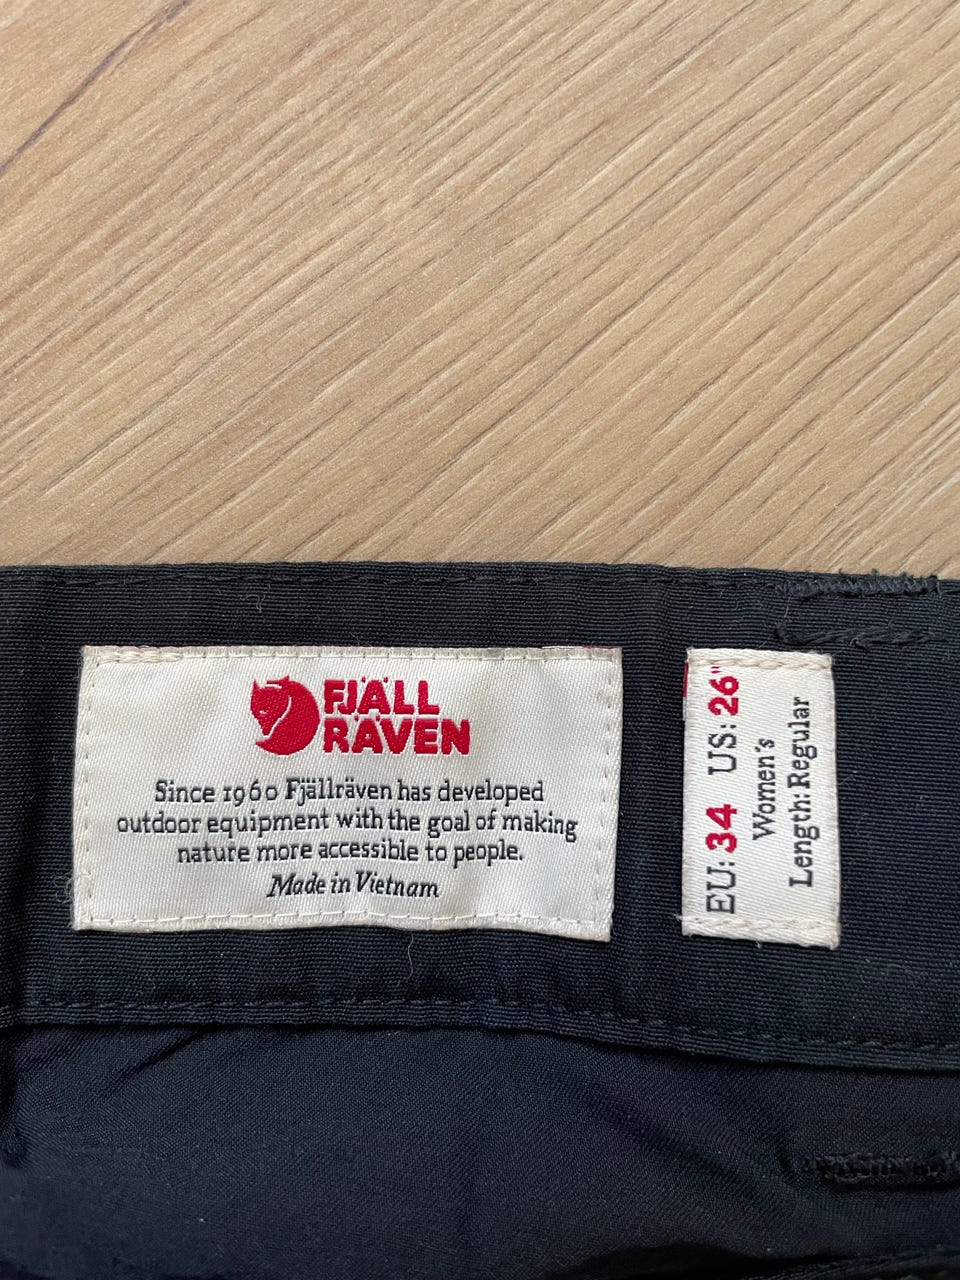 FJÄLL
RÄVEN
Since 1960 Fjällräven has developed
outdoor equipment with the goal of making
nature more accessible to people.
Made in Vietnam
EU: 34 US: 26"
Women's
Length: Regular